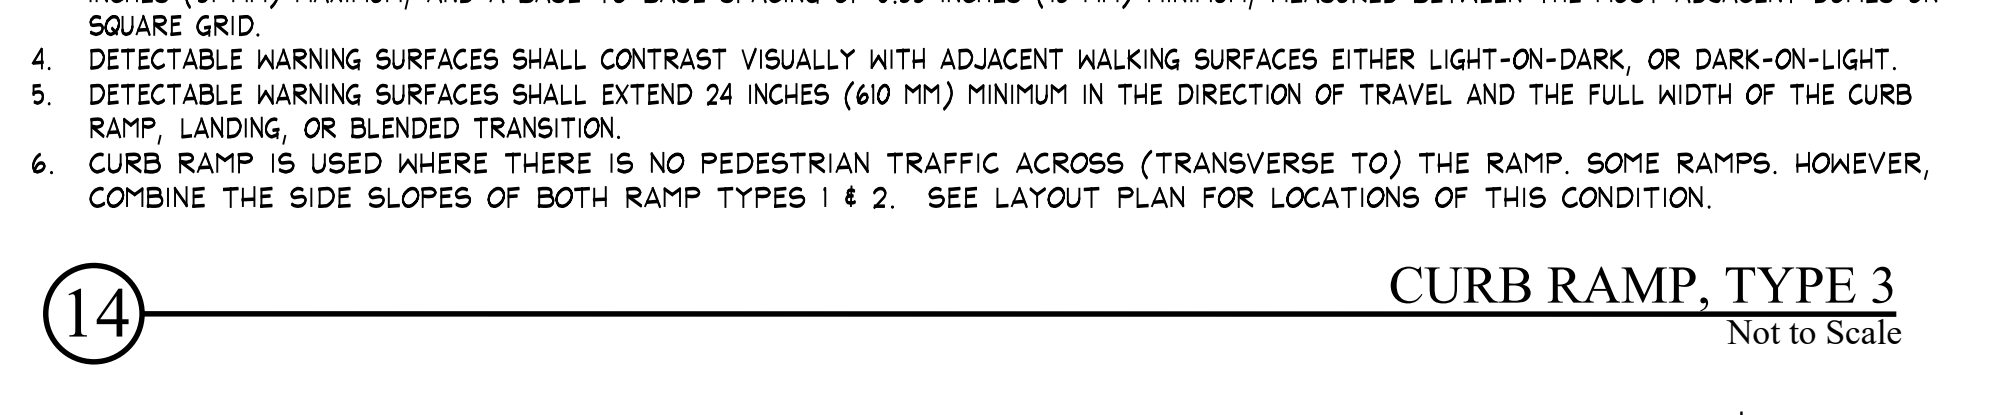 SQUARE GRID.
4. DETECTABLE WARNING SURFACES SHALL CONTRAST VISUALLY WITH ADJACENT WALKING SURFACES EITHER LIGHT-ON-DARK, OR DARK-ON-LIGHT.
5. DETECTABLE WARNING SURFACES SHALL EXTEND 24 INCHES (610 MM) MINIMUM IN THE DIRECTION OF TRAVEL AND THE FULL WIDTH OF THE CURB
RAMP, LANDING, OR BLENDED TRANSITION.
6. CURB RAMP IS USED WHERE THERE IS NO PEDESTRIAN TRAFFIC ACROSS (TRANSVERSE TO) THE RAMP. SOME RAMPS. HOWEVER,
COMBINE THE SIDE SLOPES OF BOTH RAMP TYPES 1 & 2. SEE LAYOUT PLAN FOR LOCATIONS OF THIS CONDITION.
14 CURB RAMP, TYPE 3
Not to Scale